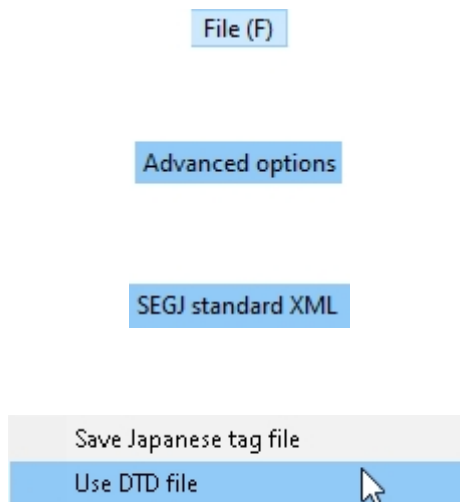 File (F)
Advanced options
SEGJ standard XML
Save Japanese tag file
Use DTD file